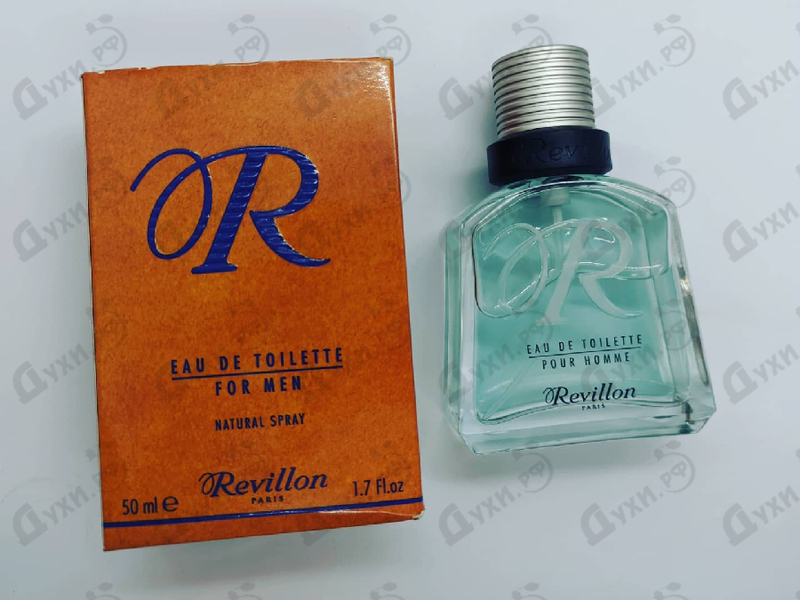 R
EAU DE TOILETTE
FOR MEN
NATURAL SPRAY
50 ml e
Revillon
PARIS
1.7 Fl.oz
Revillon
R
EAU DE TOILETTE
POUR HOMME
Revillon
PARIS
Духи.рф